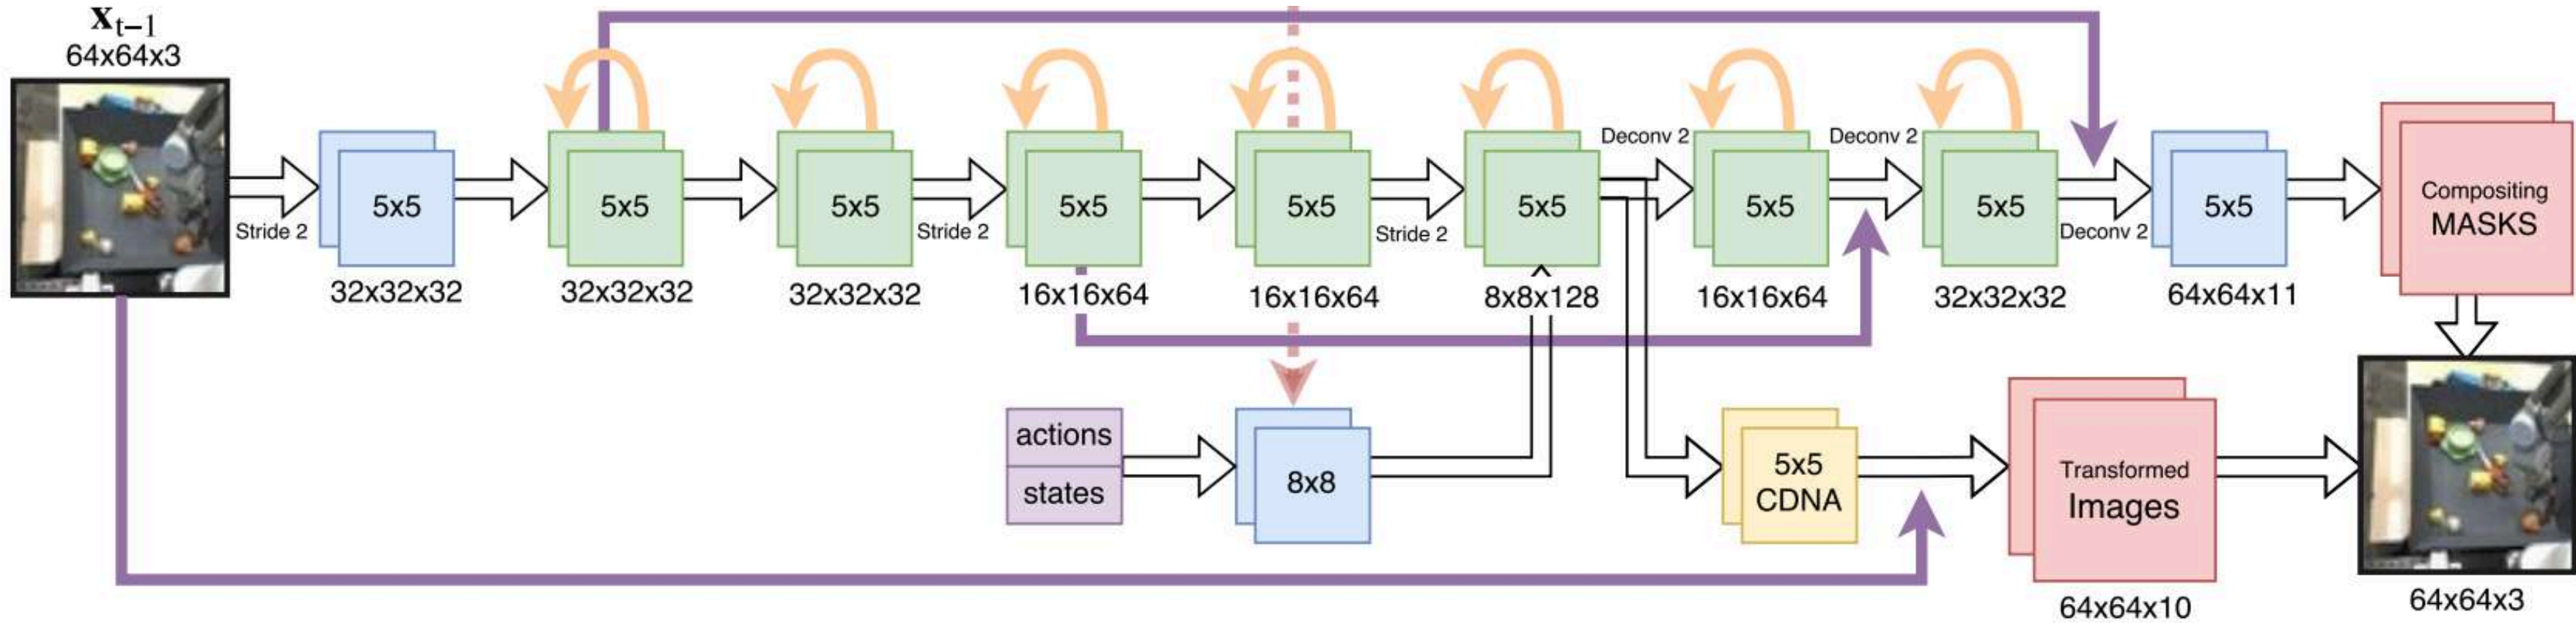 x_{t-1}
64x64x3
Stride 2
5x5
32x32x32
5x5
32x32x32
5x5
32x32x32
Stride 2
5x5
16x16x64
5x5
16x16x64
Stride 2
5x5
8x8x128
Deconv 2
5x5
16x16x64
Deconv 2
5x5
32x32x32
Deconv 2
5x5
64x64x11
Compositing
MASKS
actions
states
8x8
5x5
CDNA
Transformed
Images
64x64x10
64x64x3